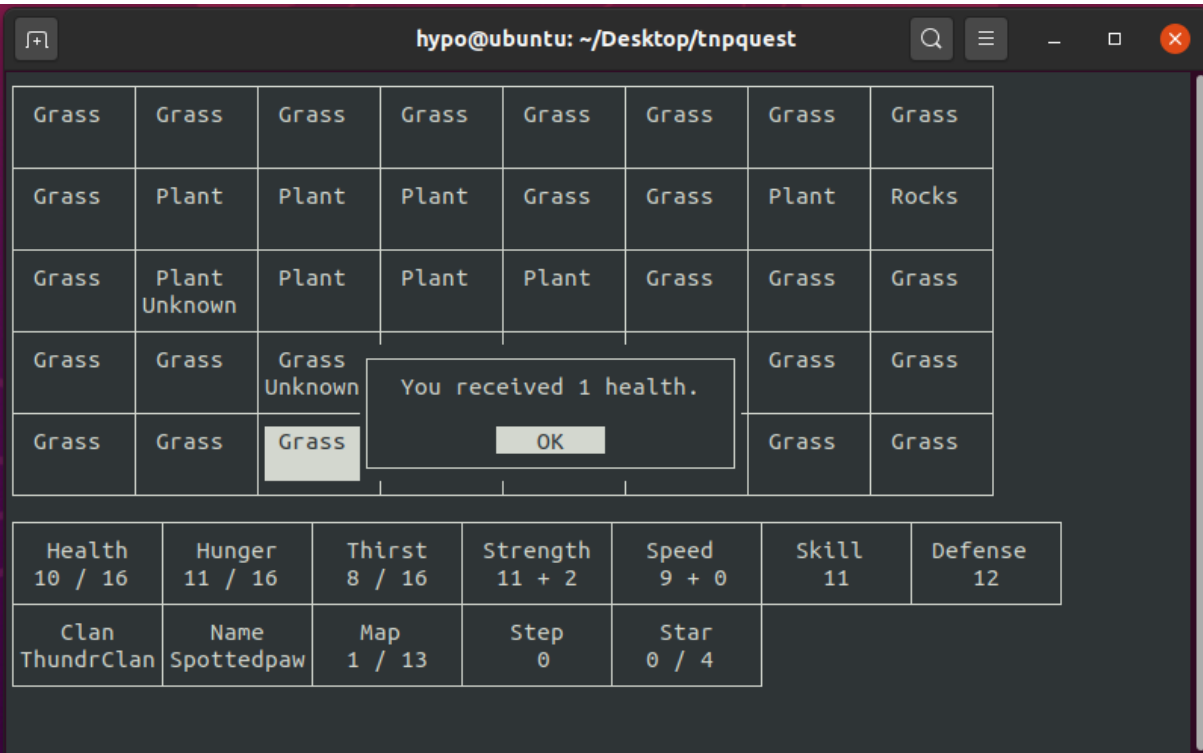 hypo@ubuntu: ~/Desktop/tnpquest
Grass Grass Grass Grass Grass Grass Grass Grass
Grass Plant Plant Plant Grass Grass Plant Rocks
Grass Plant Plant Plant Plant Grass Grass Grass
Unknown
Grass Grass Grass Grass Grass
Unknown
You received 1 health.
OK
Grass Grass Grass Grass Grass
Health Hunger Thirst Strength Speed Skill Defense
10 / 16 11 / 16 8 / 16 11 + 2 9 + 0 11 12
Clan Name Map Step Star
ThundrClan Spottedpaw 1 / 13 0 0 / 4